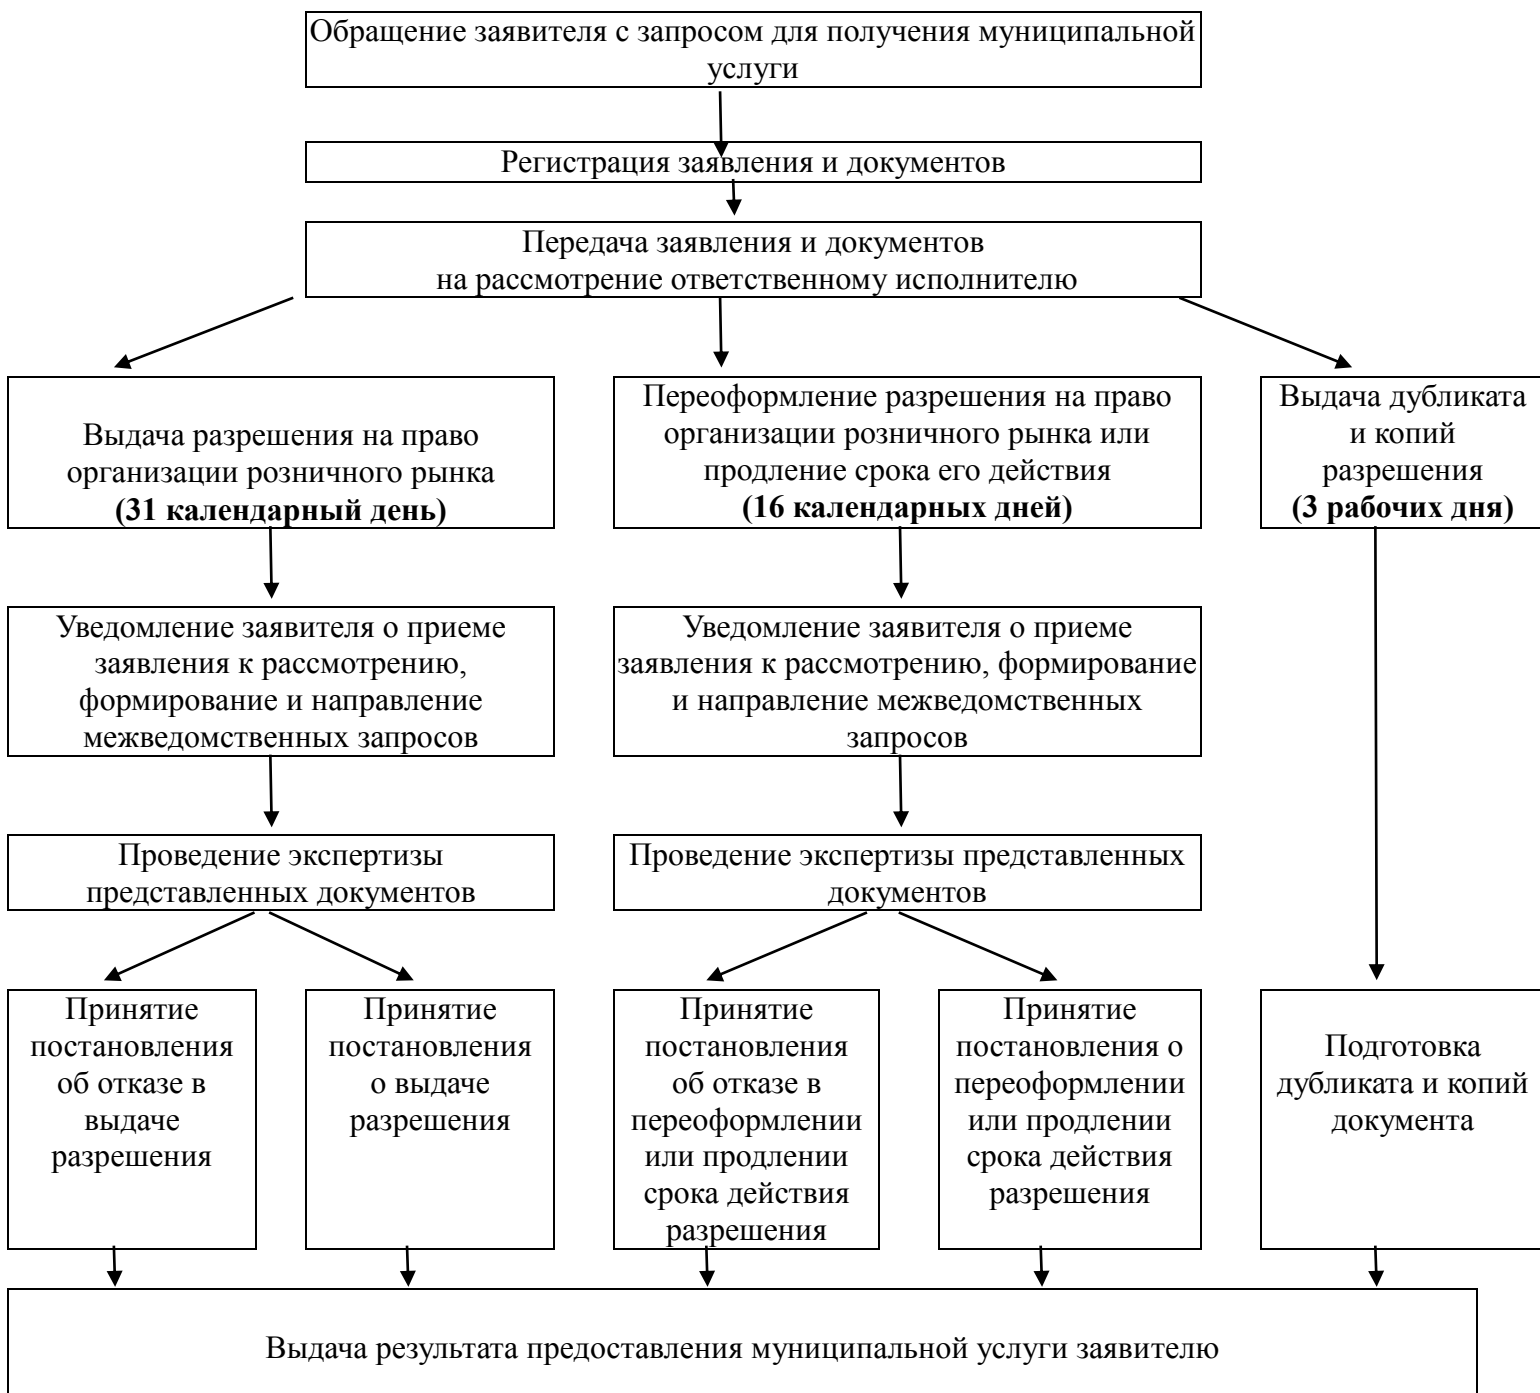 Обращение заявителя с запросом для получения муниципальной
услуги
Регистрация заявления и документов
Передача заявления и документов
на рассмотрение ответственному исполнителю
Выдача разрешения на право
организации розничного рынка
(31 календарный день)
Переоформление разрешения на право
организации розничного рынка или
продление срока его действия
(16 календарных дней)
Выдача дубликата
и копий
разрешения
(3 рабочих дня)
Уведомление заявителя о приеме
заявления к рассмотрению,
формирование и направление
межведомственных запросов
Уведомление заявителя о приеме
заявления к рассмотрению, формирование
и направление межведомственных
запросов
Проведение экспертизы
представленных документов
Проведение экспертизы представленных
документов
Принятие
постановления
об отказе в
выдаче
разрешения
Принятие
постановления
о выдаче
разрешения
Принятие
постановления
об отказе в
переоформлении
или продлении
срока действия
разрешения
Принятие
постановления о
переоформлении
или продлении
срока действия
разрешения
Подготовка
дубликата и копий
документа
Выдача результата предоставления муниципальной услуги заявителю